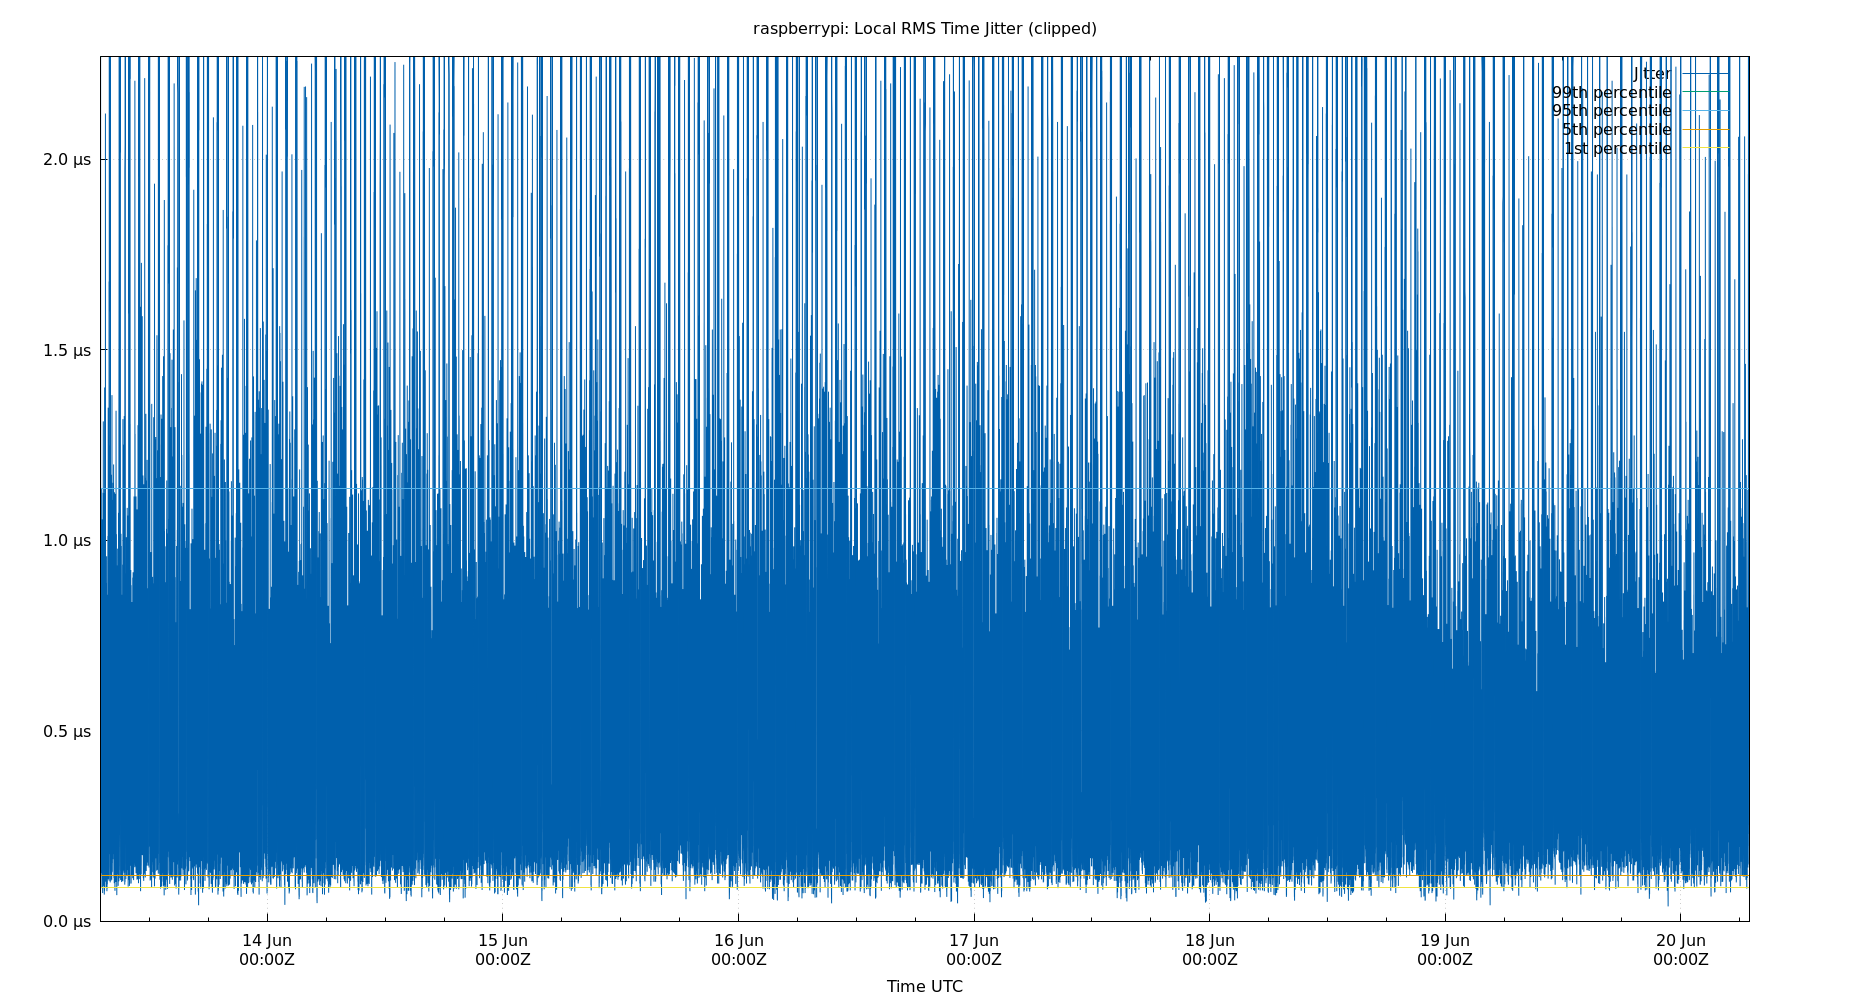 raspberrypi: Local RMS Time Jitter (clipped)
Jitter
99th percentile
95th percentile
5th percentile
1st percentile
2.0 µs
1.5 µs
1.0 µs
0.5 µs
0.0 µs
14 Jun 15 Jun 16 Jun 17 Jun 18 Jun 19 Jun 20 Jun
00:00Z 00:00Z 00:00Z 00:00Z 00:00Z 00:00Z 00:00Z
Time UTC